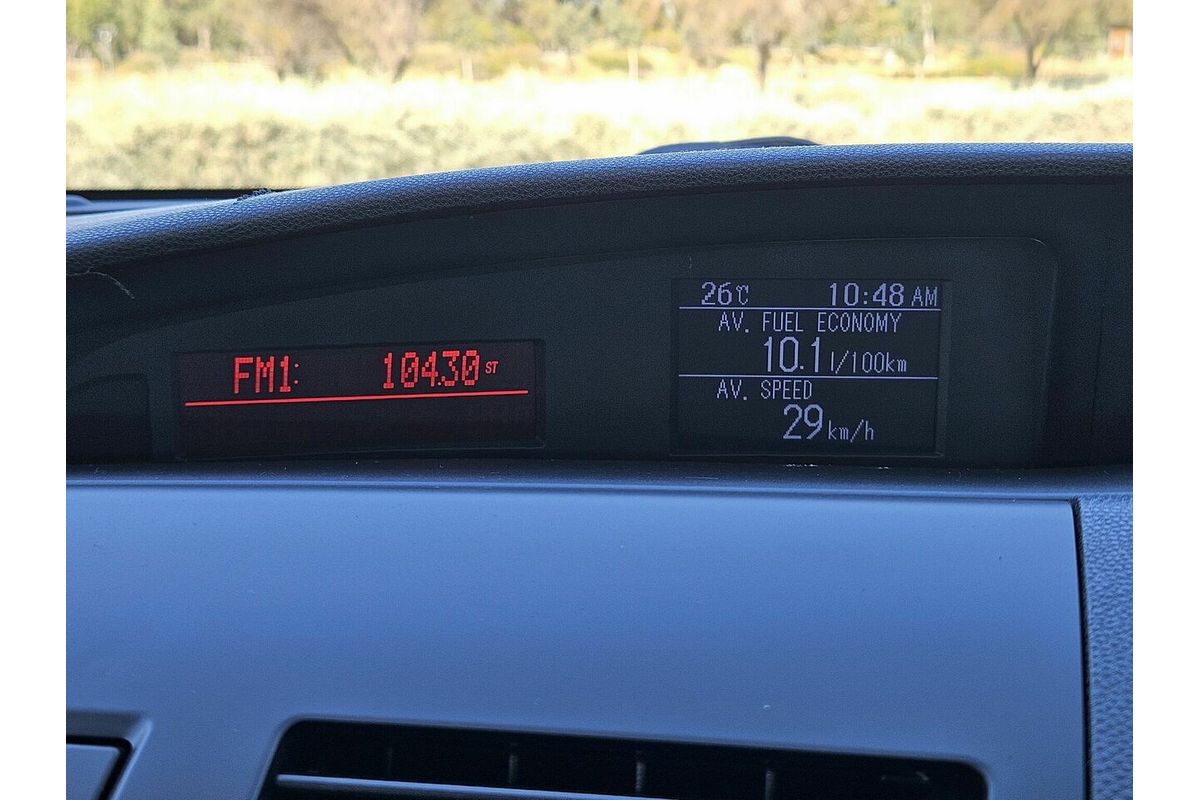 FM1: 104.30 ST
26℃ 10:48 AM
AV. FUEL ECONOMY
10.1 l/100km
AV. SPEED
29 km/h